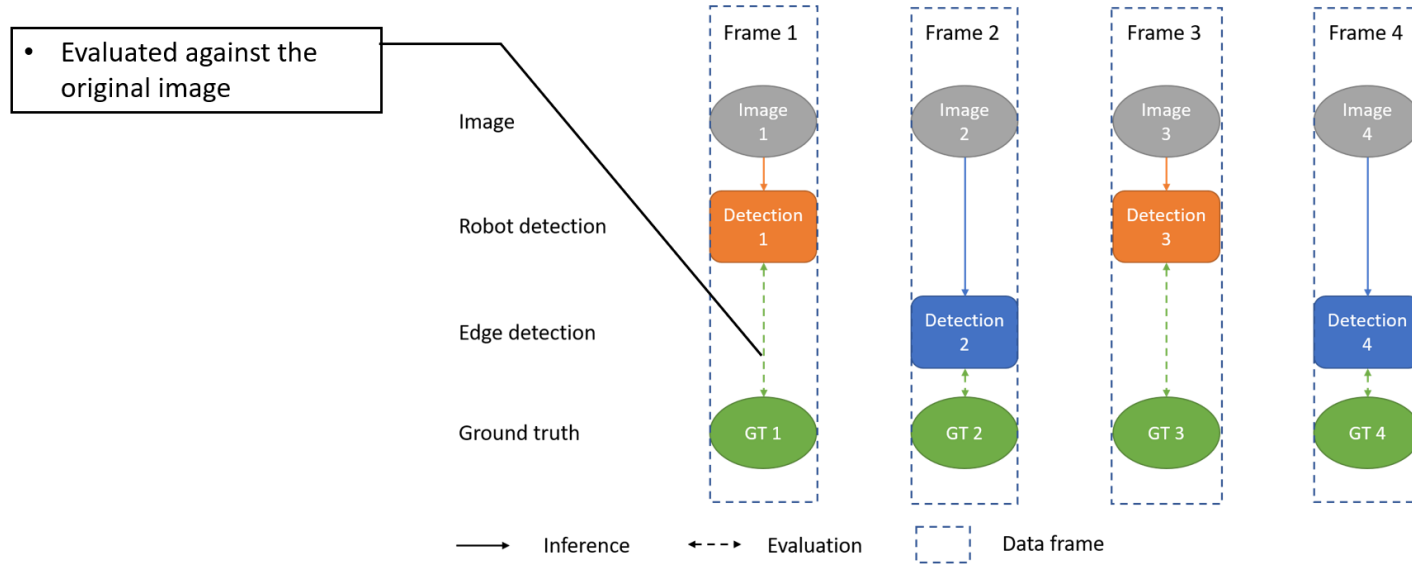 • Evaluated against the
original image
Frame 1
Frame 2
Frame 3
Frame 4
Image
Image
1
Image
2
Image
3
Image
4
Robot detection
Detection
1
Detection
3
Edge detection
Detection
2
Detection
4
Ground truth
GT 1
GT 2
GT 3
GT 4
Inference
Evaluation
Data frame